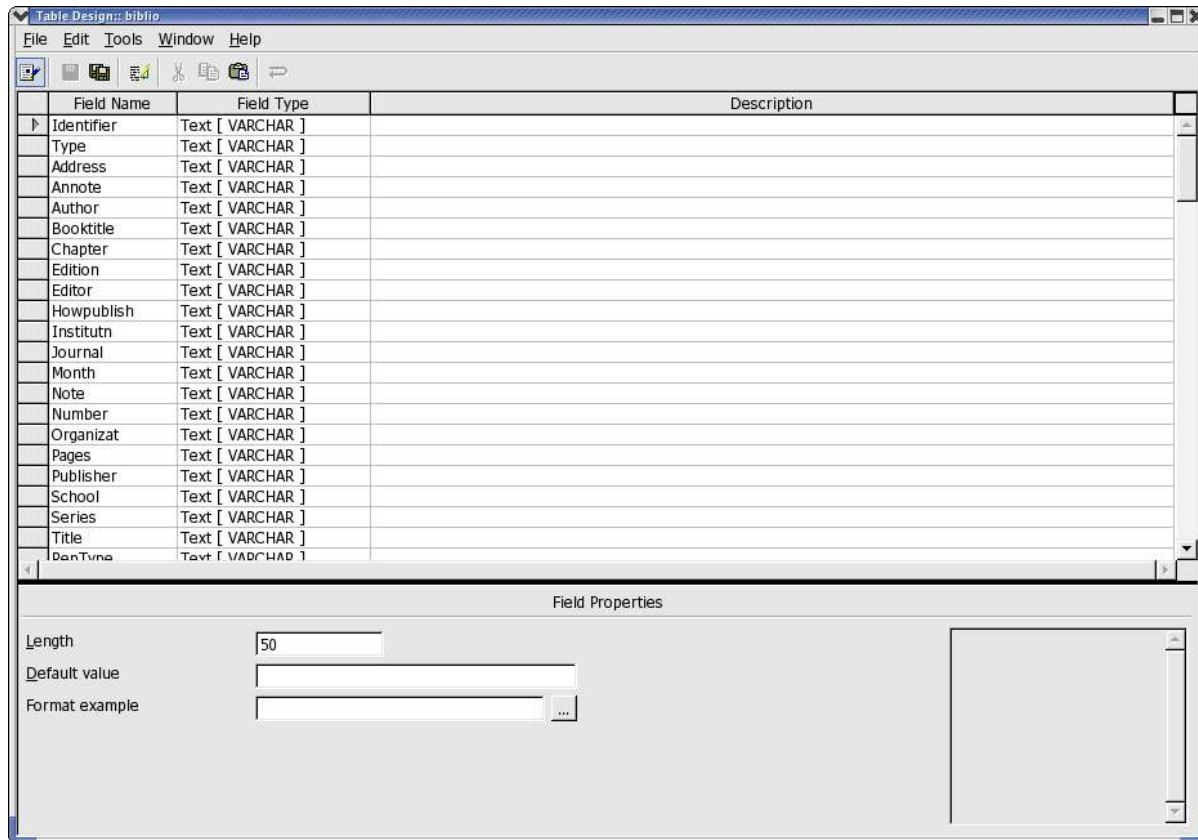 Table Design:: biblio
File Edit Tools Window Help
Field Name Field Type Description
Identifier Text [ VARCHAR ]
Type Text [ VARCHAR ]
Address Text [ VARCHAR ]
Annote Text [ VARCHAR ]
Author Text [ VARCHAR ]
Booktitle Text [ VARCHAR ]
Chapter Text [ VARCHAR ]
Edition Text [ VARCHAR ]
Editor Text [ VARCHAR ]
Howpublish Text [ VARCHAR ]
Institutn Text [ VARCHAR ]
Journal Text [ VARCHAR ]
Month Text [ VARCHAR ]
Note Text [ VARCHAR ]
Number Text [ VARCHAR ]
Organizat Text [ VARCHAR ]
Pages Text [ VARCHAR ]
Publisher Text [ VARCHAR ]
School Text [ VARCHAR ]
Series Text [ VARCHAR ]
Title Text [ VARCHAR ]
Text [ VARCHAR ]
Field Properties
Length 50
Default value
Format example ...